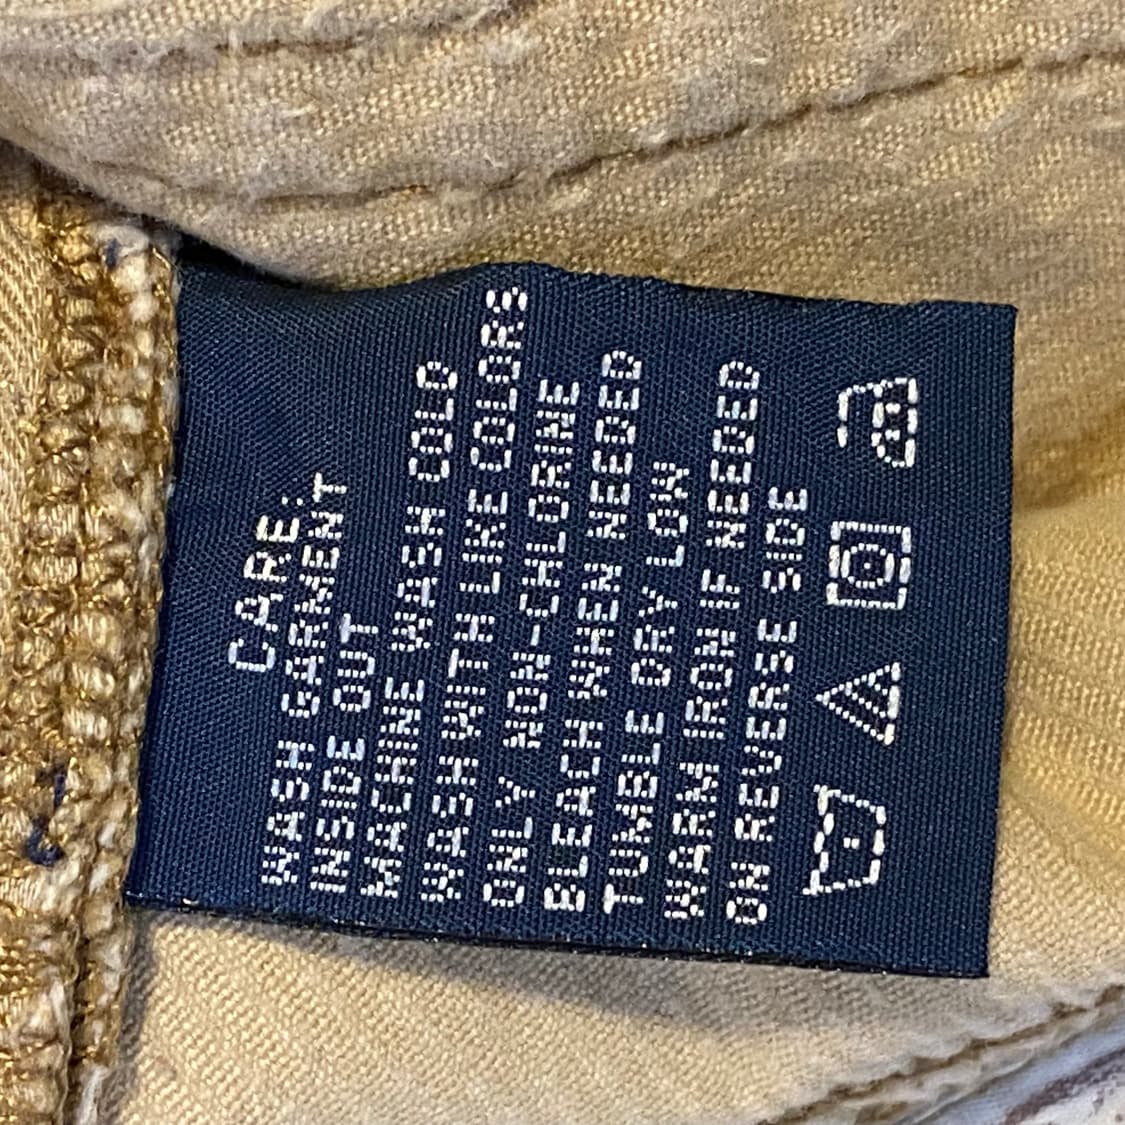 CARE:
WASH GARMENT
INSIDE OUT
MACHINE WASH COLD
WASH WITH LIKE COLORS
ONLY NON-CHLORINE
BLEACH WHEN NEEDED
TUMBLE DRY LOW
WARM IRON IF NEEDED
ON REVERSE SIDE